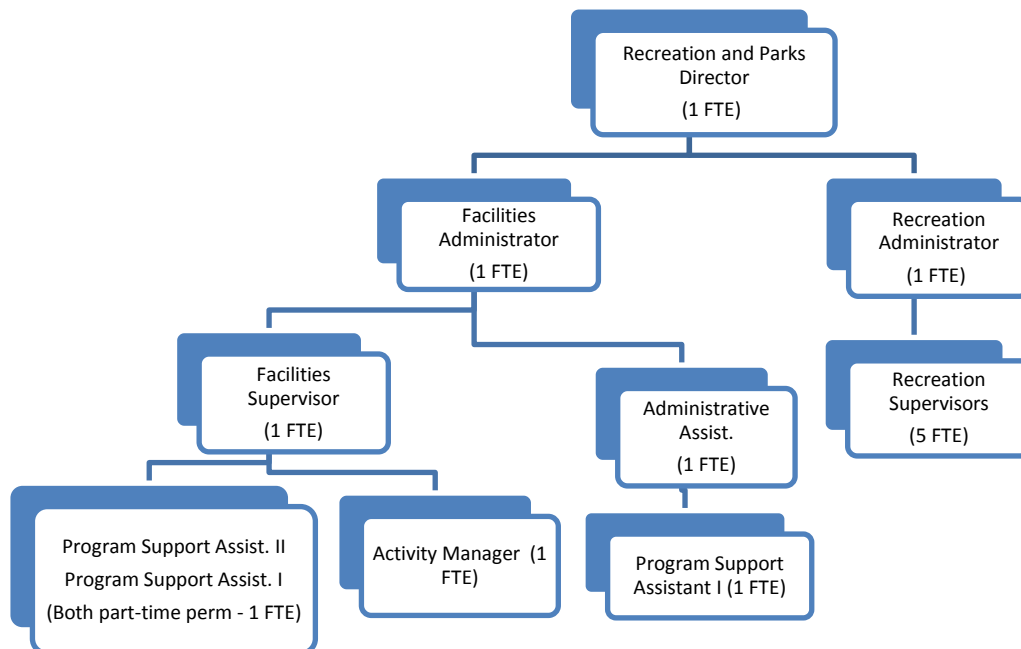 Recreation and Parks
Director
(1 FTE)
Facilities
Administrator
(1 FTE)
Recreation
Administrator
(1 FTE)
Facilities
Supervisor
(1 FTE)
Administrative
Assist.
(1 FTE)
Recreation
Supervisors
(5 FTE)
Program Support Assist. II
Program Support Assist. I
(Both part-time perm - 1 FTE)
Activity Manager (1
FTE)
Program Support
Assistant I (1 FTE)